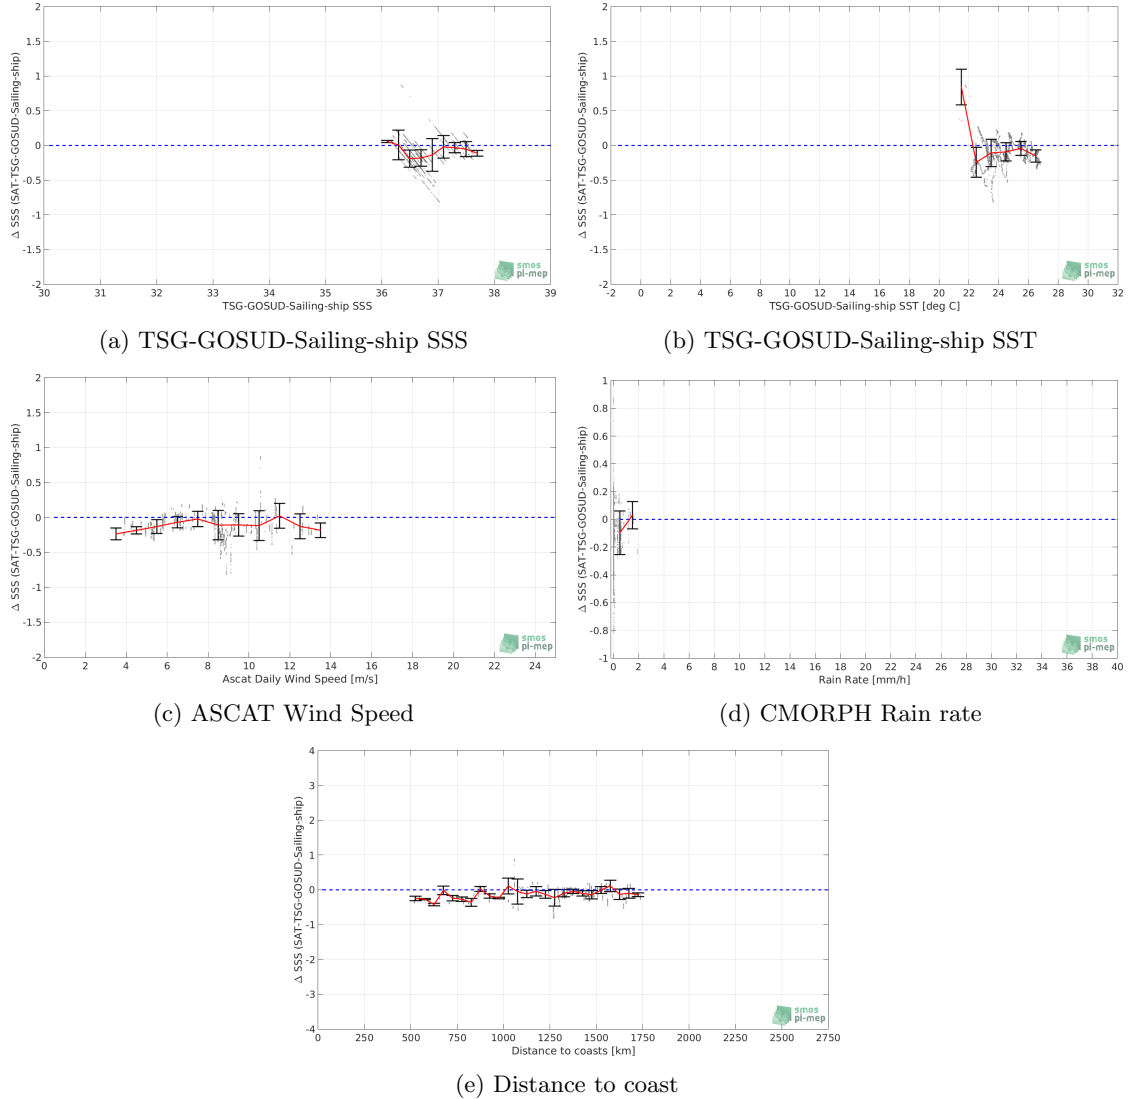 2
1.5
1
0.5
0
-0.5
-1
-1.5
-2
Δ SSS (SAT-TSG-GOSUD-Sailing-ship)
30 31 32 33 34 35 36 37 38 39
TSG-GOSUD-Sailing-ship SSS
smos
pi-mep
(a) TSG-GOSUD-Sailing-ship SSS
2
1.5
1
0.5
0
-0.5
-1
-1.5
-2
Δ SSS (SAT-TSG-GOSUD-Sailing-ship)
-2 0 2 4 6 8 10 12 14 16 18 20 22 24 26 28 30 32
TSG-GOSUD-Sailing-ship SST [deg C]
smos
pi-mep
(b) TSG-GOSUD-Sailing-ship SST
2
1.5
1
0.5
0
-0.5
-1
-1.5
-2
Δ SSS (SAT-TSG-GOSUD-Sailing-ship)
0 2 4 6 8 10 12 14 16 18 20 22 24
Ascat Daily Wind Speed [m/s]
smos
pi-mep
(c) ASCAT Wind Speed
1
0.8
0.6
0.4
0.2
0
-0.2
-0.4
-0.6
-0.8
-1
Δ SSS (SAT-TSG-GOSUD-Sailing-ship)
0 2 4 6 8 10 12 14 16 18 20 22 24 26 28 30 32 34 36 38 40
Rain Rate [mm/h]
smos
pi-mep
(d) CMORPH Rain rate
4
3
2
1
0
-1
-2
-3
-4
Δ SSS (SAT-TSG-GOSUD-Sailing-ship)
0 250 500 750 1000 1250 1500 1750 2000 2250 2500 2750
Distance to coasts [km]
smos
pi-mep
(e) Distance to coast